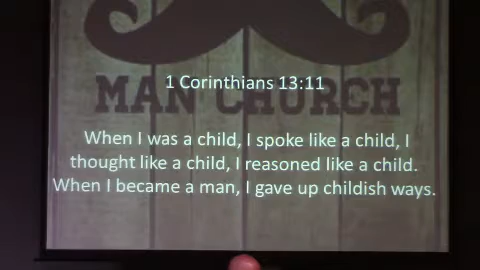 1 Corinthians 13:11
MAN CHURCH
When I was a child, I spoke like a child, I
thought like a child, I reasoned like a child.
When I became a man, I gave up childish ways.